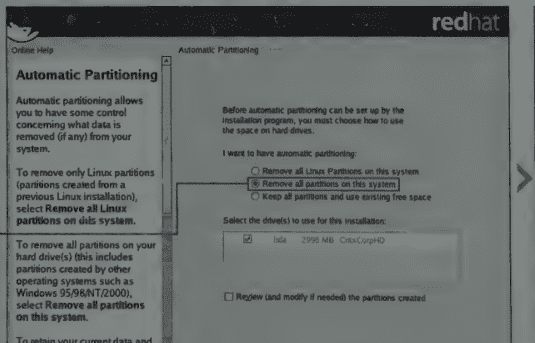 redhat
Online Help
Automatic Partitioning
Automatic Partitioning
Automatic partitioning allows
you to have some control
concerning what data is
removed (if any) from your
system.
To remove only Linux partitions
(partitions created from a
previous Linux installation),
select Remove all Linux
partitions on this system.
To remove all partitions on your
hard drive(s) (this includes
partitions created by other
operating systems such as
Windows 95/98/NT/2000),
select Remove all partitions
on this system.
To retain your current data and
Before automatic partitioning can be set up by the
installation program, you must choose how to use
the space on hard drives.
I want to have automatic partitioning:
Remove all Linux Partitions on this system
Remove all partitions on this system
Keep all partitions and use existing free space
Select the drive(s) to use for this installation:
hda 2998 MB CntxCorpHD
Review (and modify if needed) the partitions created